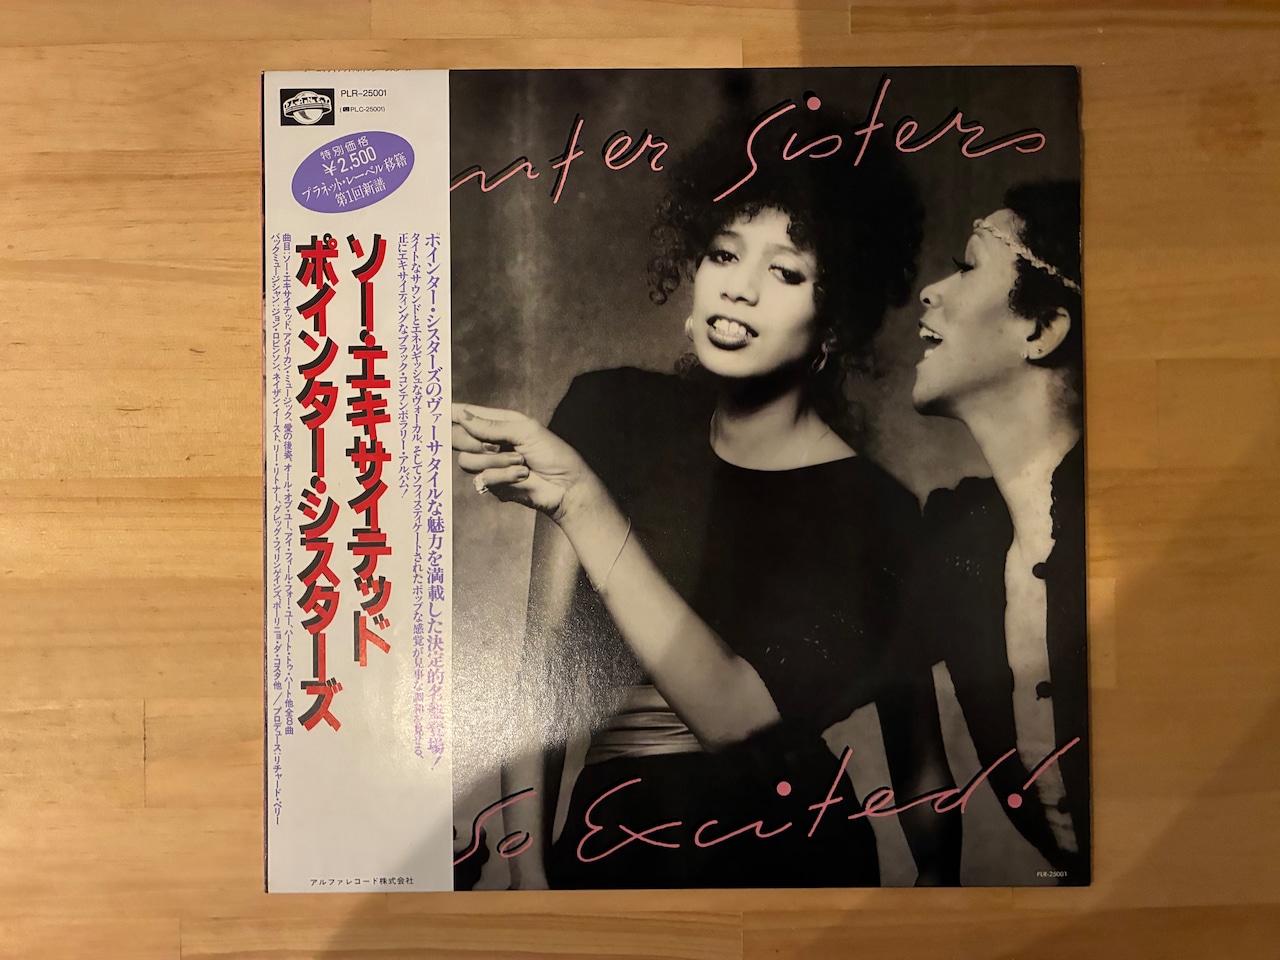 PLR-25001
(PLC-25001)
特別価格
¥2,500
プラネット・レーベル移籍
第1回新譜
ポインター・シスターズのヴァーサタイルな魅力を満載した決定的名盤登場!
タイトなサウンドとエネルギッシュなヴォーカル、そしてソフィスティケートされたポップな感覚が見事な調和を見せる、
正にエキサイティングなブラック・コンテンポラリー・アルバム!
ソー・エキサイテッド
ポインター・シスターズ
曲目:ソー・エキサイテッド、アメリカン・ミュージック、愛の後姿、オール・オブ・ユー、アイ・フィール・フォー・ユー、ハート・トゥ・ハート他全8曲
バックミュージシャン:ジョン・ロビンソン、ネイザン・イースト、リー・リトナー、グレッグ・フィリンゲインズ、ポーリニョ・ダ・コスタ他/プロデュース:リチャード・ペリー
アルファレコード株式会社
nter Sisters
So Excited!
PLR-25001